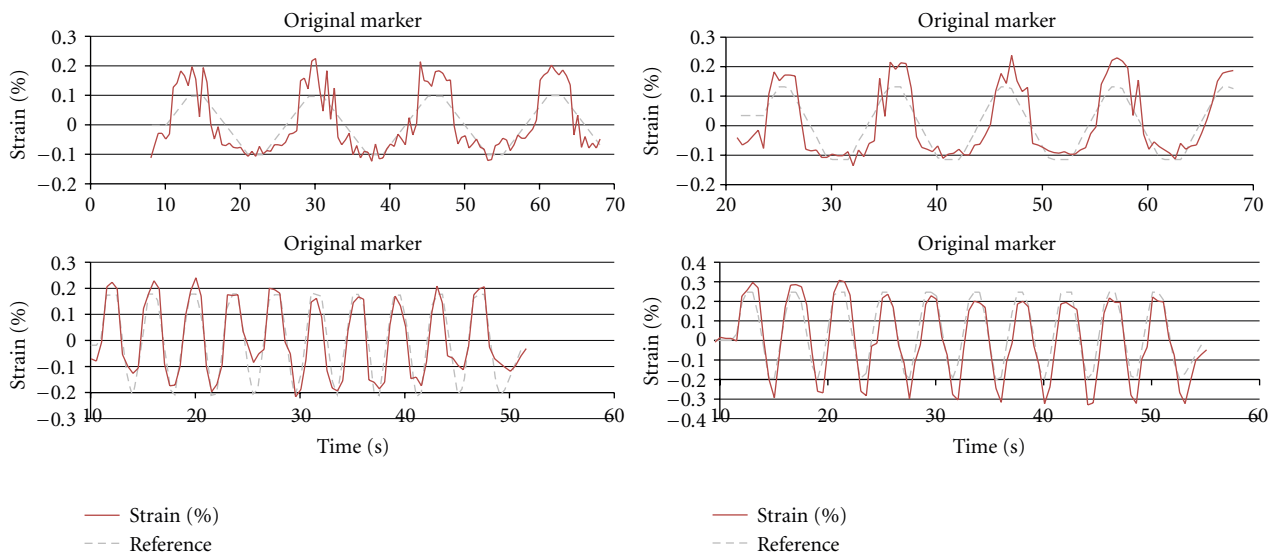 Original marker
0.3
0.2
0.1
0
−0.1
−0.2
Strain (%)
0 10 20 30 40 50 60 70
Original marker
0.3
0.2
0.1
0
−0.1
−0.2
Strain (%)
20 30 40 50 60 70
Original marker
0.3
0.2
0.1
0
−0.1
−0.2
−0.3
Strain (%)
10 20 30 40 50 60
Time (s)
Original marker
0.4
0.3
0.2
0.1
0
−0.1
−0.2
−0.3
−0.4
Strain (%)
10 20 30 40 50 60
Time (s)
Strain (%)
Reference
Strain (%)
Reference